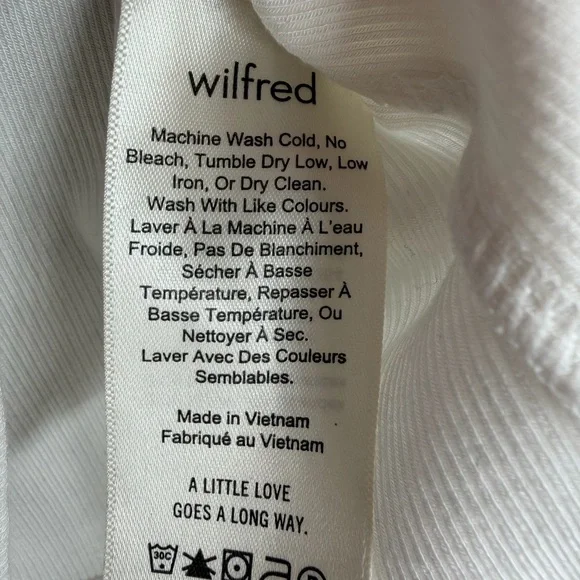 wilfred
Machine Wash Cold, No
Bleach, Tumble Dry Low, Low
Iron, Or Dry Clean.
Wash With Like Colours.
Laver À La Machine À L'eau
Froide, Pas De Blanchiment,
Sécher À Basse
Température, Repasser À
Basse Température, Ou
Nettoyer À Sec.
Laver Avec Des Couleurs
Semblables.
Made in Vietnam
Fabriqué au Vietnam
A LITTLE LOVE
GOES A LONG WAY.
30C